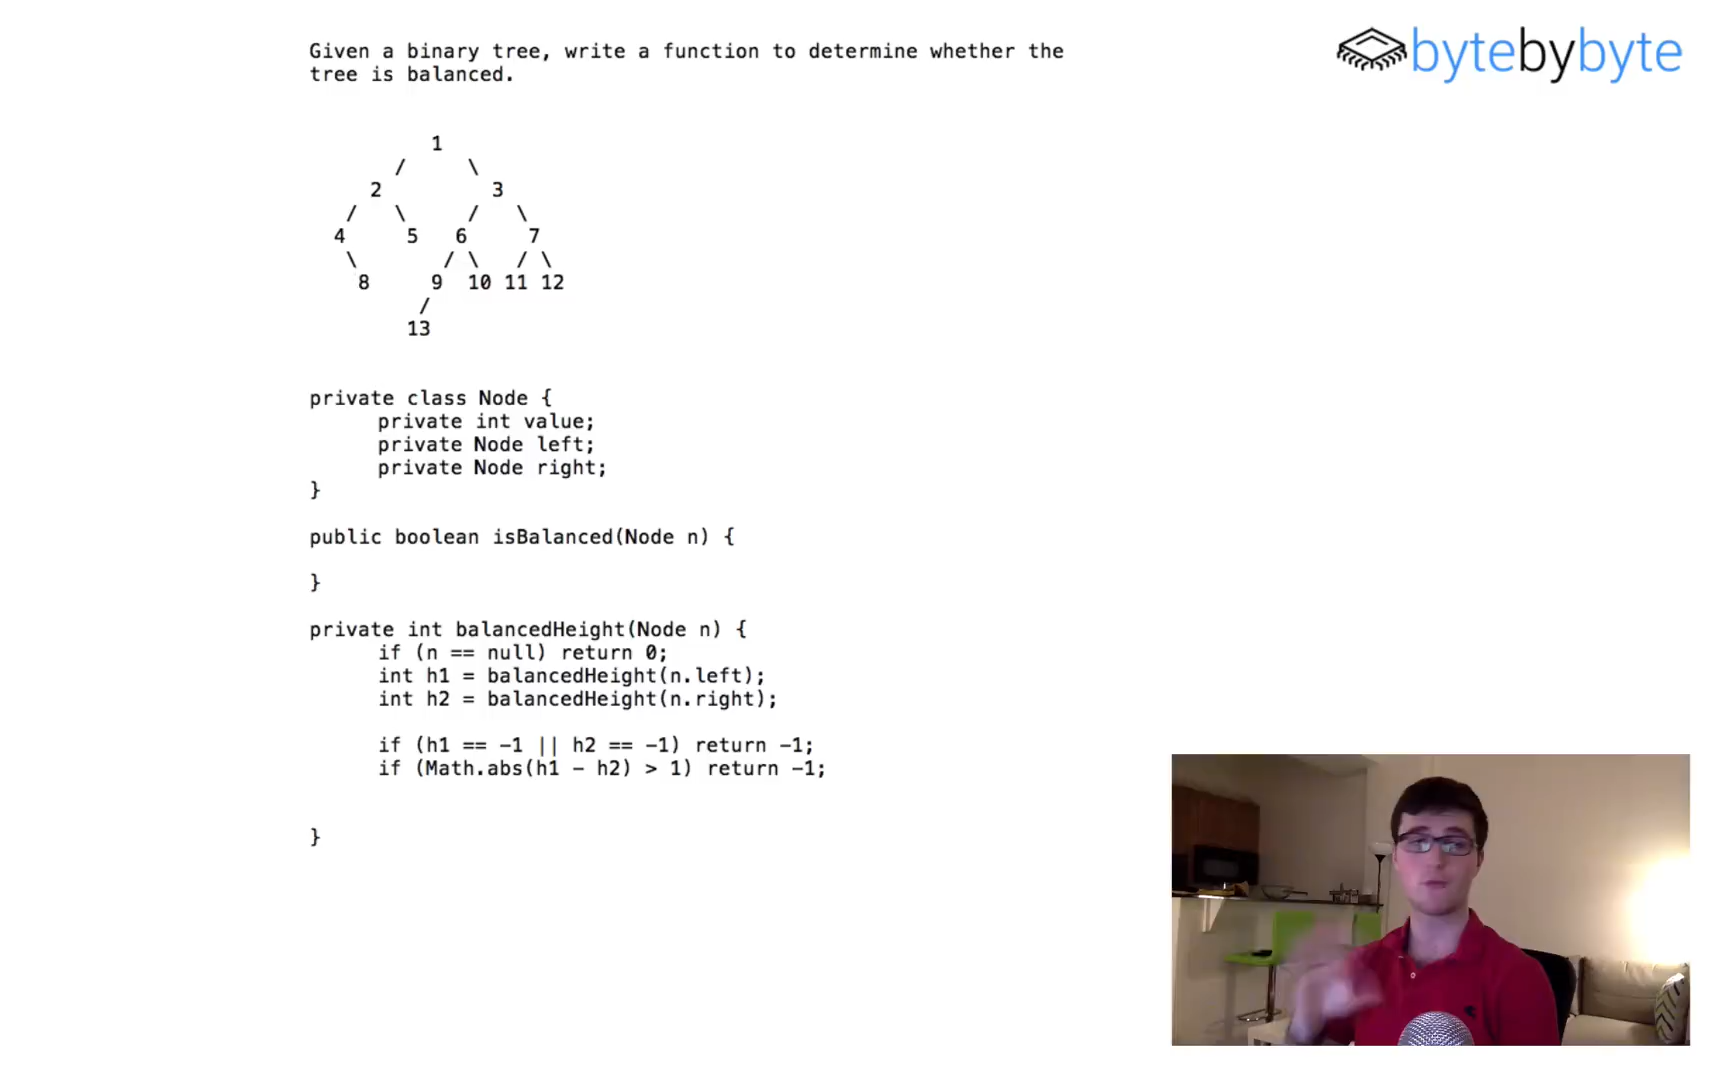 Given a binary tree, write a function to determine whether the
tree is balanced.
bytebybyte
1
/ \
2 3
/ \ / \
4 5 6 7
\ / \ / \
8 9 10 11 12
/
13
private class Node {
private int value;
private Node left;
private Node right;
}
public boolean isBalanced(Node n) {
}
private int balancedHeight(Node n) {
if (n == null) return 0;
int h1 = balancedHeight(n.left);
int h2 = balancedHeight(n.right);
if (h1 == -1 || h2 == -1) return -1;
if (Math.abs(h1 - h2) > 1) return -1;
}